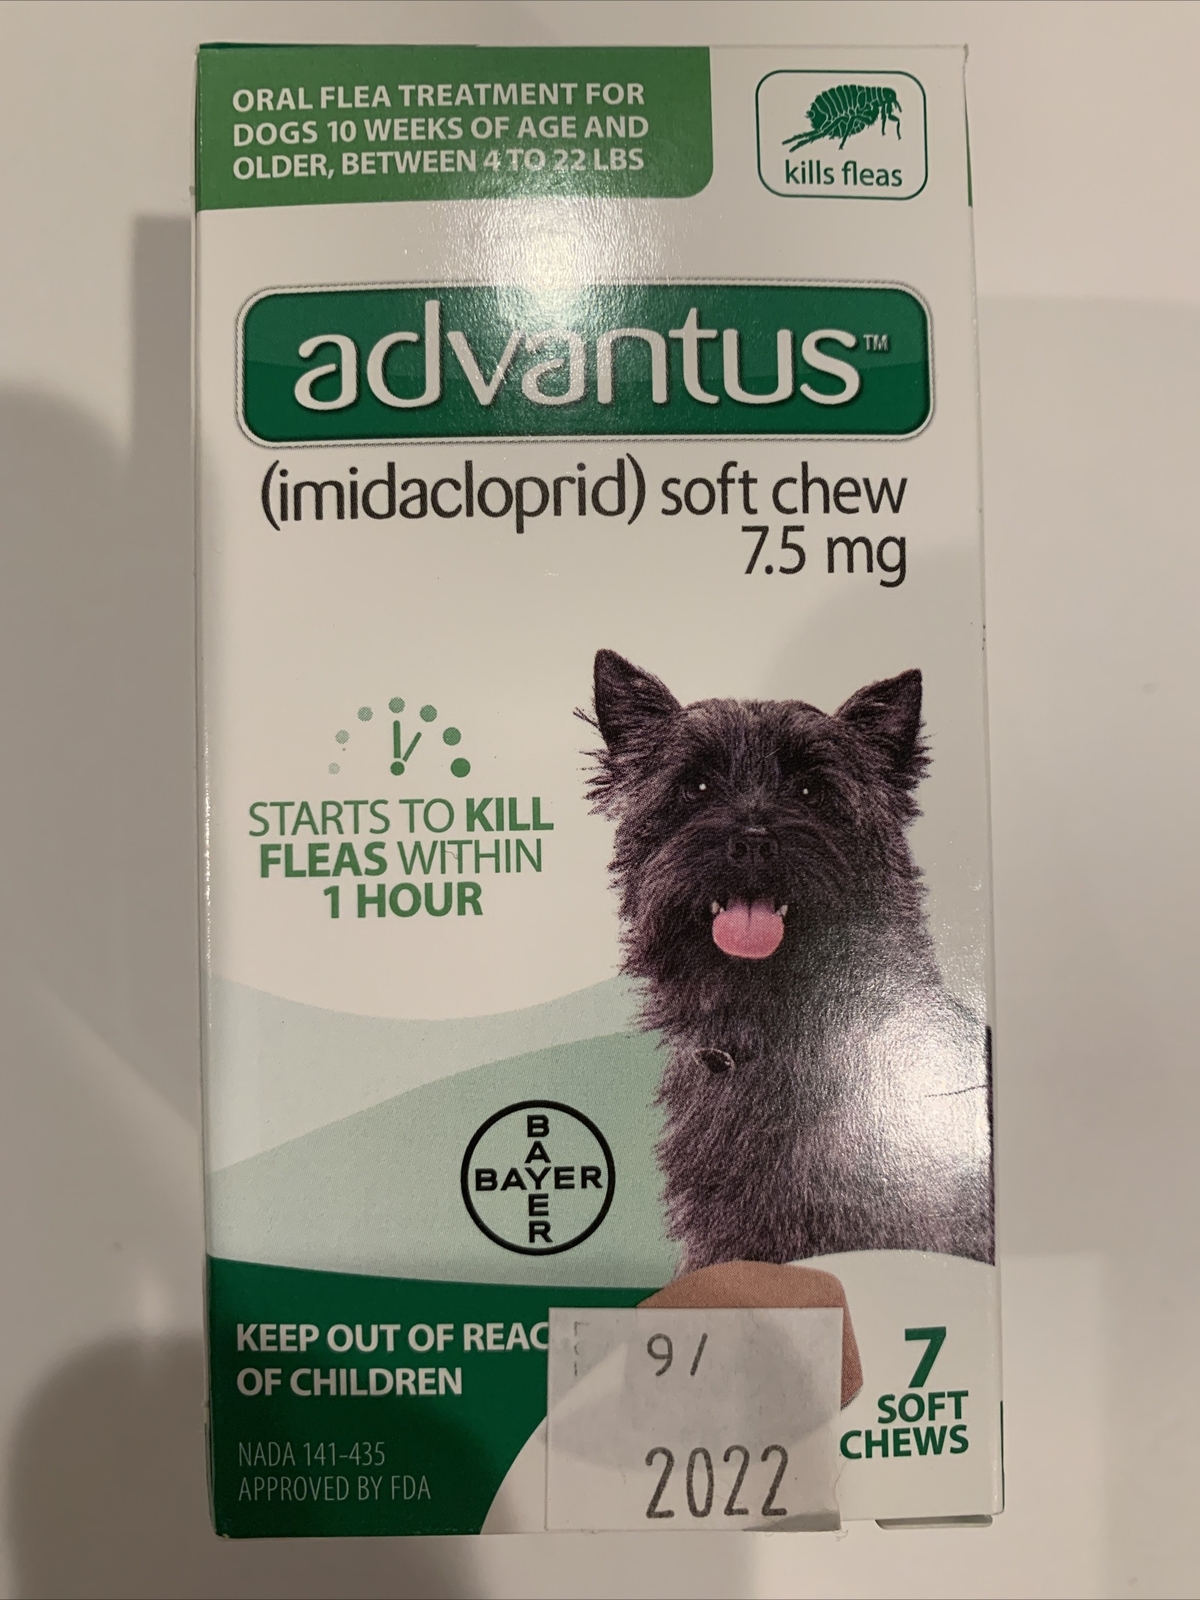 ORAL FLEA TREATMENT FOR
DOGS 10 WEEKS OF AGE AND
OLDER, BETWEEN 4 TO 22 LBS
kills fleas
advantus™
(imidacloprid) soft chew
7.5 mg
STARTS TO KILL
FLEAS WITHIN
1 HOUR
BAYER
BAYER
KEEP OUT OF REAC
OF CHILDREN
NADA 141-435
APPROVED BY FDA
9/
2022
7
SOFT
CHEWS